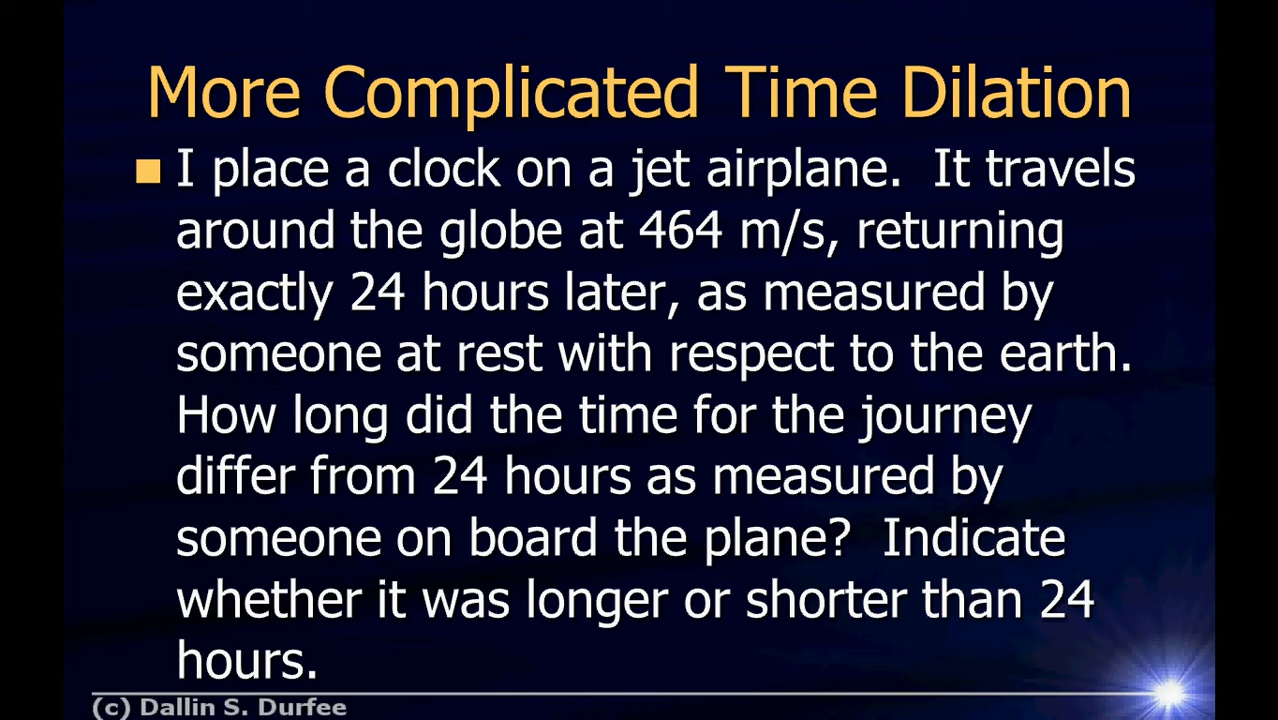 More Complicated Time Dilation
I place a clock on a jet airplane.  It travels
around the globe at 464 m/s, returning
exactly 24 hours later, as measured by
someone at rest with respect to the earth.
How long did the time for the journey
differ from 24 hours as measured by
someone on board the plane?  Indicate
whether it was longer or shorter than 24
hours.
(c) Dallin S. Durfee